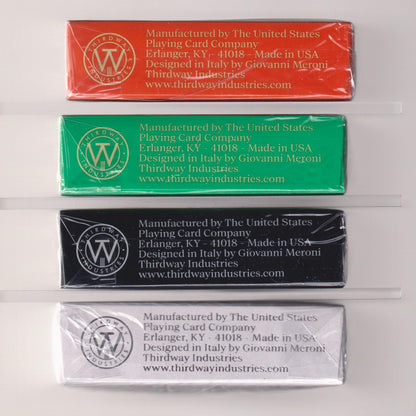 THIRDWAY INDUSTRIES
Manufactured by The United States
Playing Card Company
Erlanger, KY - 41018 - Made in USA
Designed in Italy by Giovanni Meroni
Thirdway Industries
www.thirdwayindustries.com
THIRDWAY INDUSTRIES
Manufactured by The United States
Playing Card Company
Erlanger, KY - 41018 - Made in USA
Designed in Italy by Giovanni Meroni
Thirdway Industries
www.thirdwayindustries.com
THIRDWAY INDUSTRIES
Manufactured by The United States
Playing Card Company
Erlanger, KY - 41018 - Made in USA
Designed in Italy by Giovanni Meroni
Thirdway Industries
www.thirdwayindustries.com
THIRDWAY INDUSTRIES
Manufactured by The United States
Playing Card Company
Erlanger, KY - 41018 - Made in USA
Designed in Italy by Giovanni Meroni
Thirdway Industries
www.thirdwayindustries.com